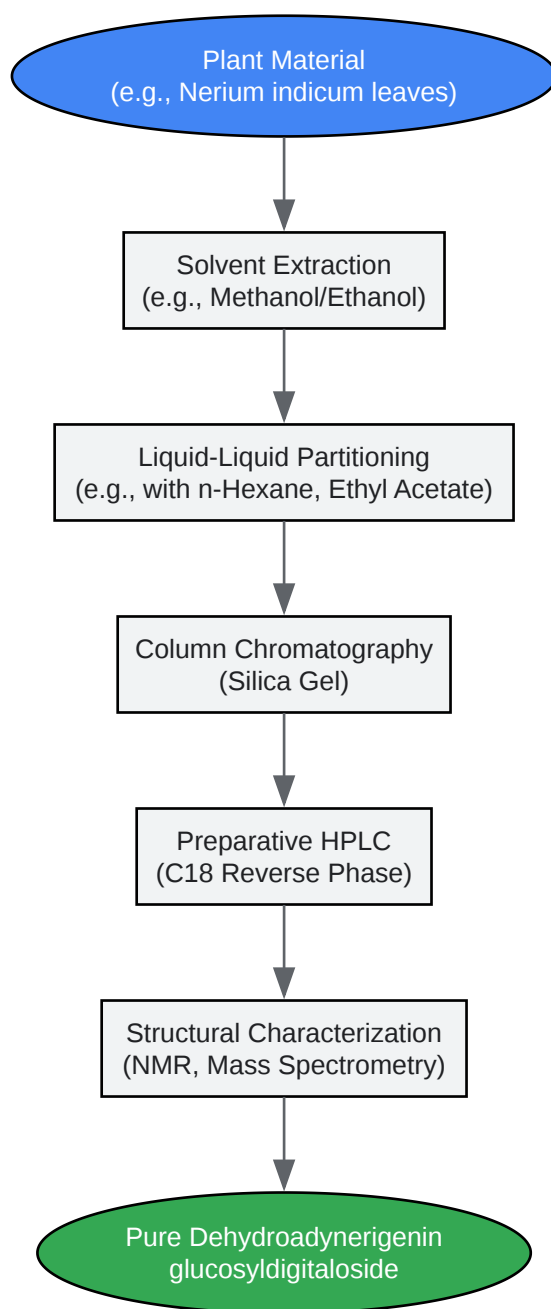 Plant Material
(e.g., Nerium indicum leaves)
Solvent Extraction
(e.g., Methanol/Ethanol)
Liquid-Liquid Partitioning
(e.g., with n-Hexane, Ethyl Acetate)
Column Chromatography
(Silica Gel)
Preparative HPLC
(C18 Reverse Phase)
Structural Characterization
(NMR, Mass Spectrometry)
Pure Dehydroadynerigenin
glucosyldigitaloside